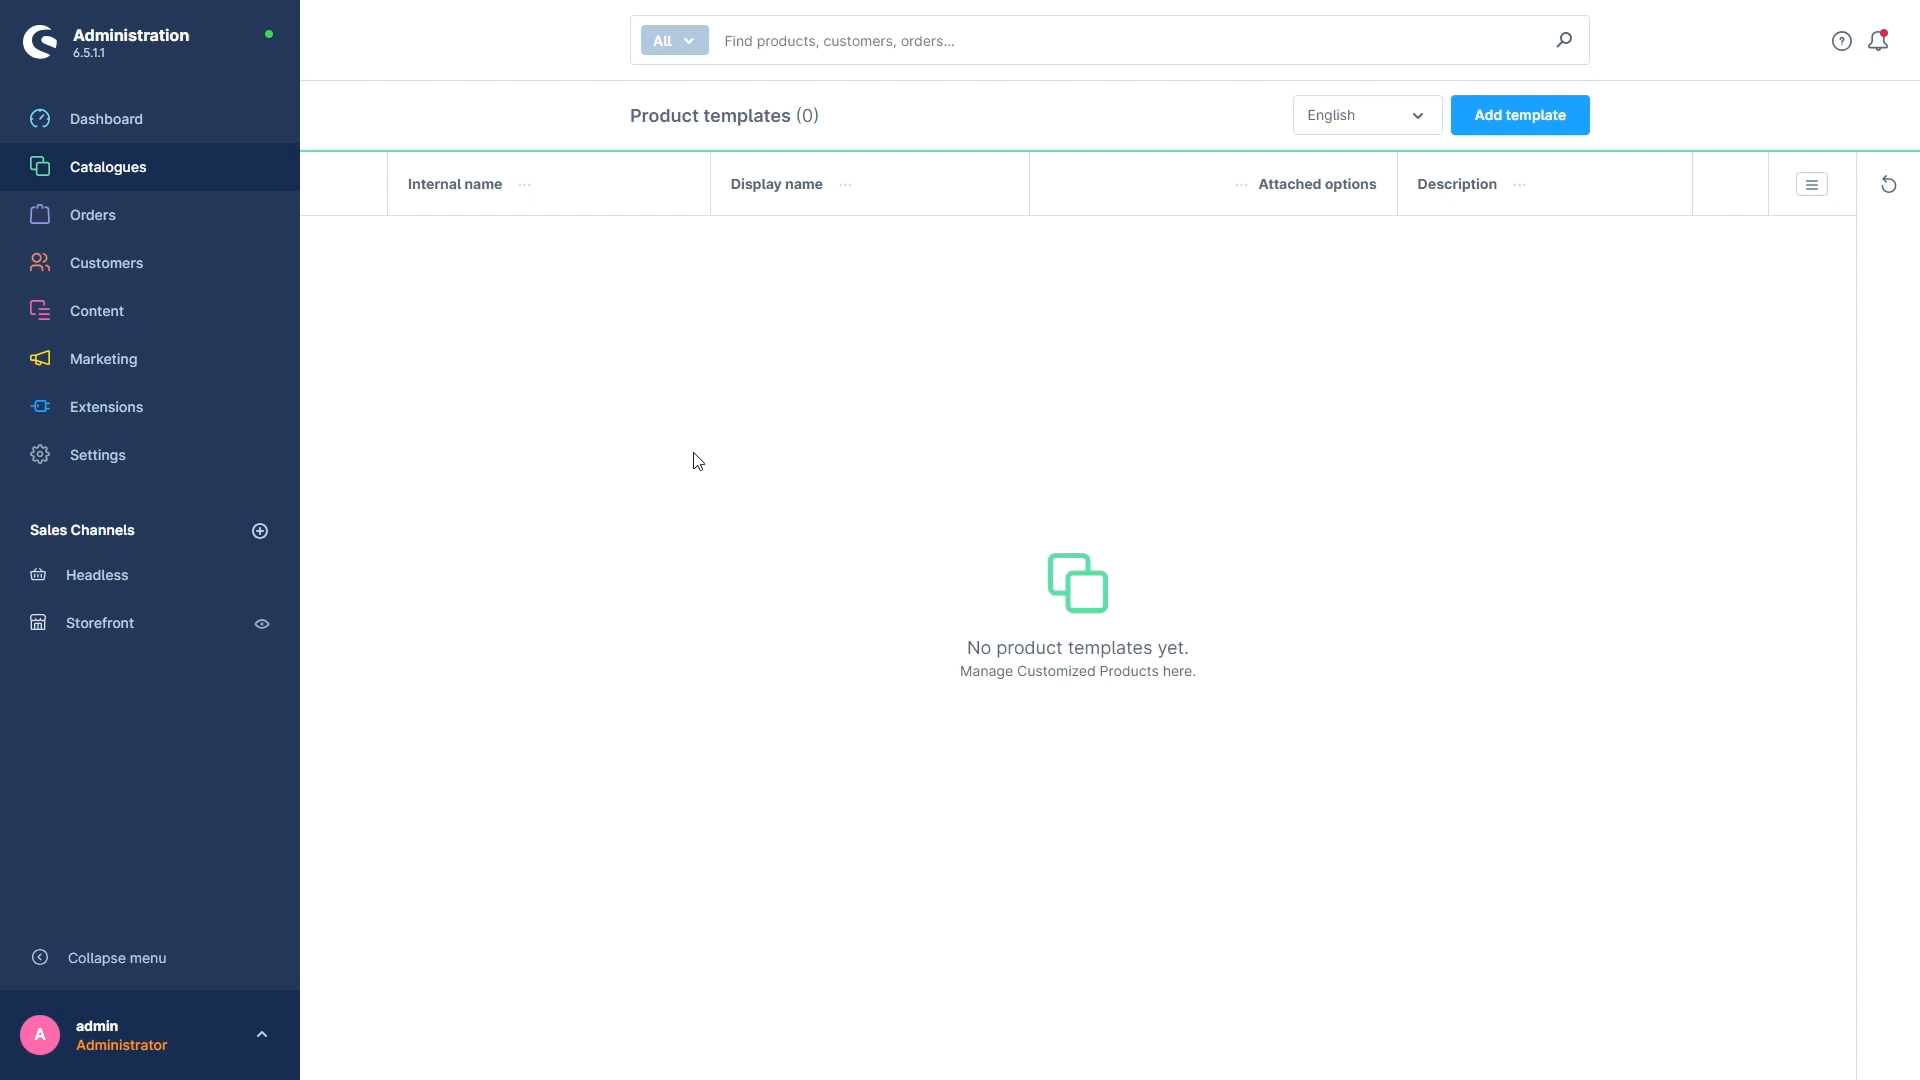 Administration
6.5.1.1
Dashboard
Catalogues
Orders
Customers
Content
Marketing
Extensions
Settings
Sales Channels
Headless
Storefront
Collapse menu
A
admin
Administrator
All
Find products, customers, orders...
Product templates (0)
English
Add template
Internal name
Display name
Attached options
Description
No product templates yet.
Manage Customized Products here.